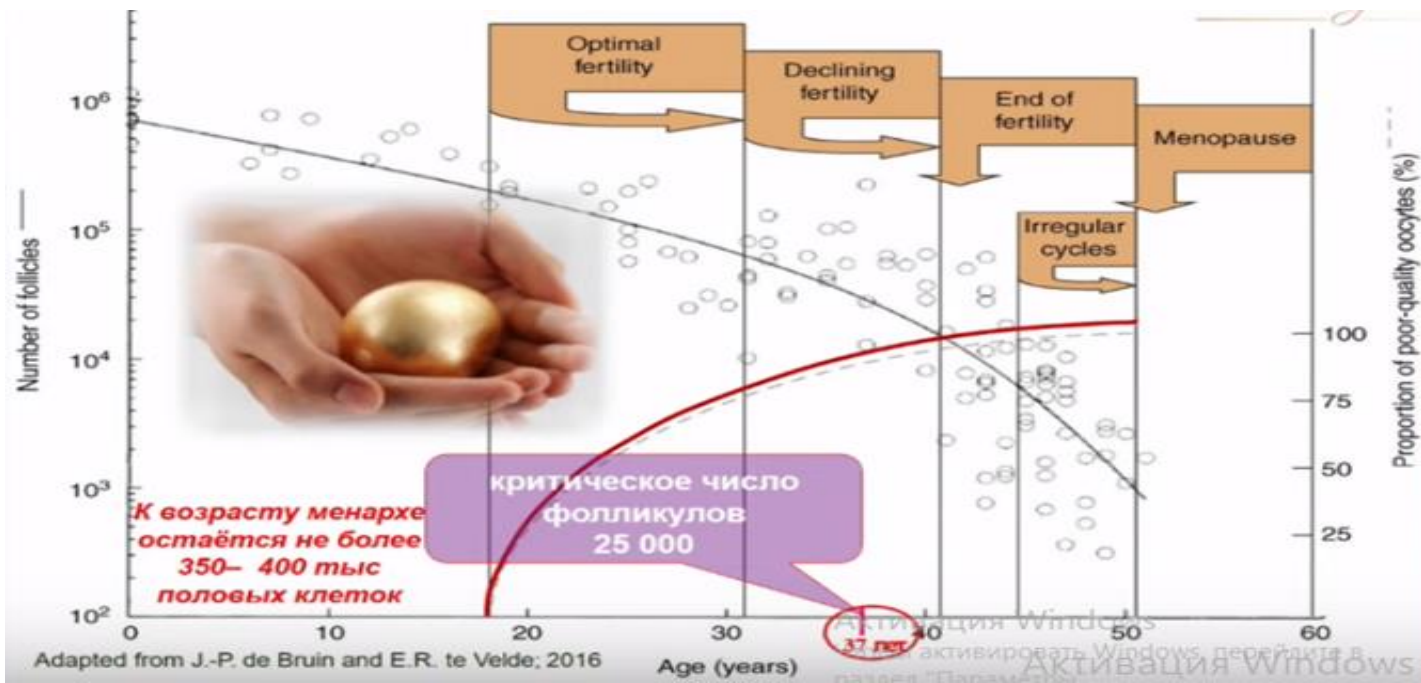 Optimal
fertility
Declining
fertility
End of
fertility
Menopause
Irregular
cycles
Number of follicles
10⁶
10⁵
10⁴
10³
10²
Proportion of poor-quality oocytes (%)
100
75
50
25
критическое число
фолликулов
25 000
К возрасту менархе
остаётся не более
350– 400 тыс
половых клеток
37 лет
0
10
20
30
40
50
60
Age (years)
Adapted from J.-P. de Bruin and E.R. te Velde; 2016
Активация Windows
активировать Windows, перейдите в
раздел "Параметры
Активация Windows